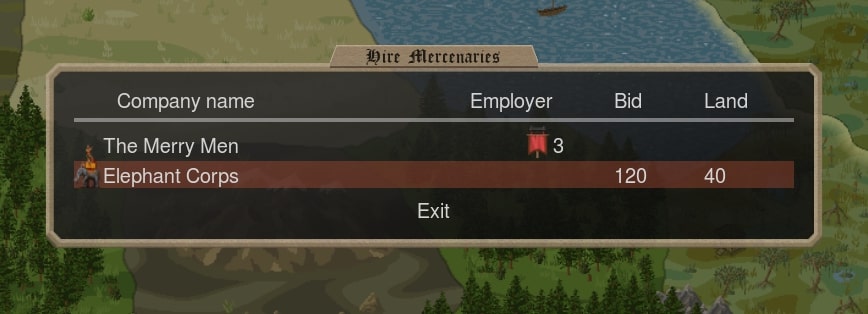 Hire Mercenaries
Company name Employer Bid Land
The Merry Men 3
Elephant Corps 120 40
Exit